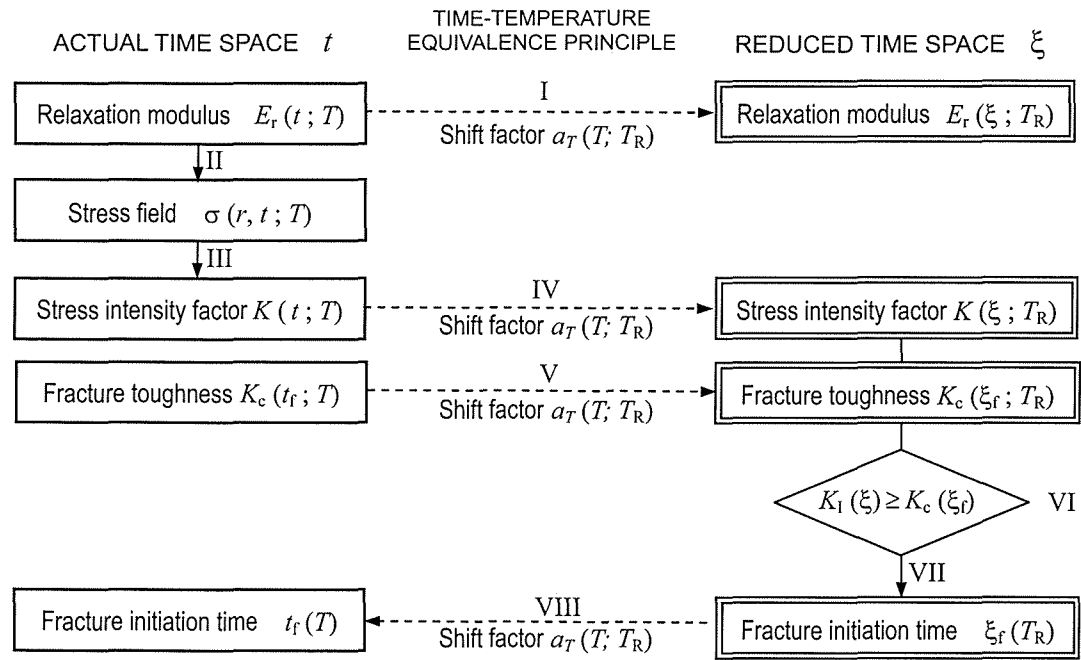 ACTUAL TIME SPACE t
TIME-TEMPERATURE
EQUIVALENCE PRINCIPLE
REDUCED TIME SPACE ξ
Relaxation modulus E_r (t ; T)
I
Shift factor a_T (T; T_R)
Relaxation modulus E_r (ξ ; T_R)
II
Stress field σ (r, t ; T)
III
Stress intensity factor K ( t ; T)
IV
Shift factor a_T (T; T_R)
Stress intensity factor K (ξ ; T_R)
Fracture toughness K_c (t_f ; T)
V
Shift factor a_T (T; T_R)
Fracture toughness K_c (ξ_f ; T_R)
K_I (ξ) ≥ K_c (ξ_f)
VI
VII
Fracture initiation time t_f (T)
VIII
Shift factor a_T (T; T_R)
Fracture initiation time ξ_f (T_R)